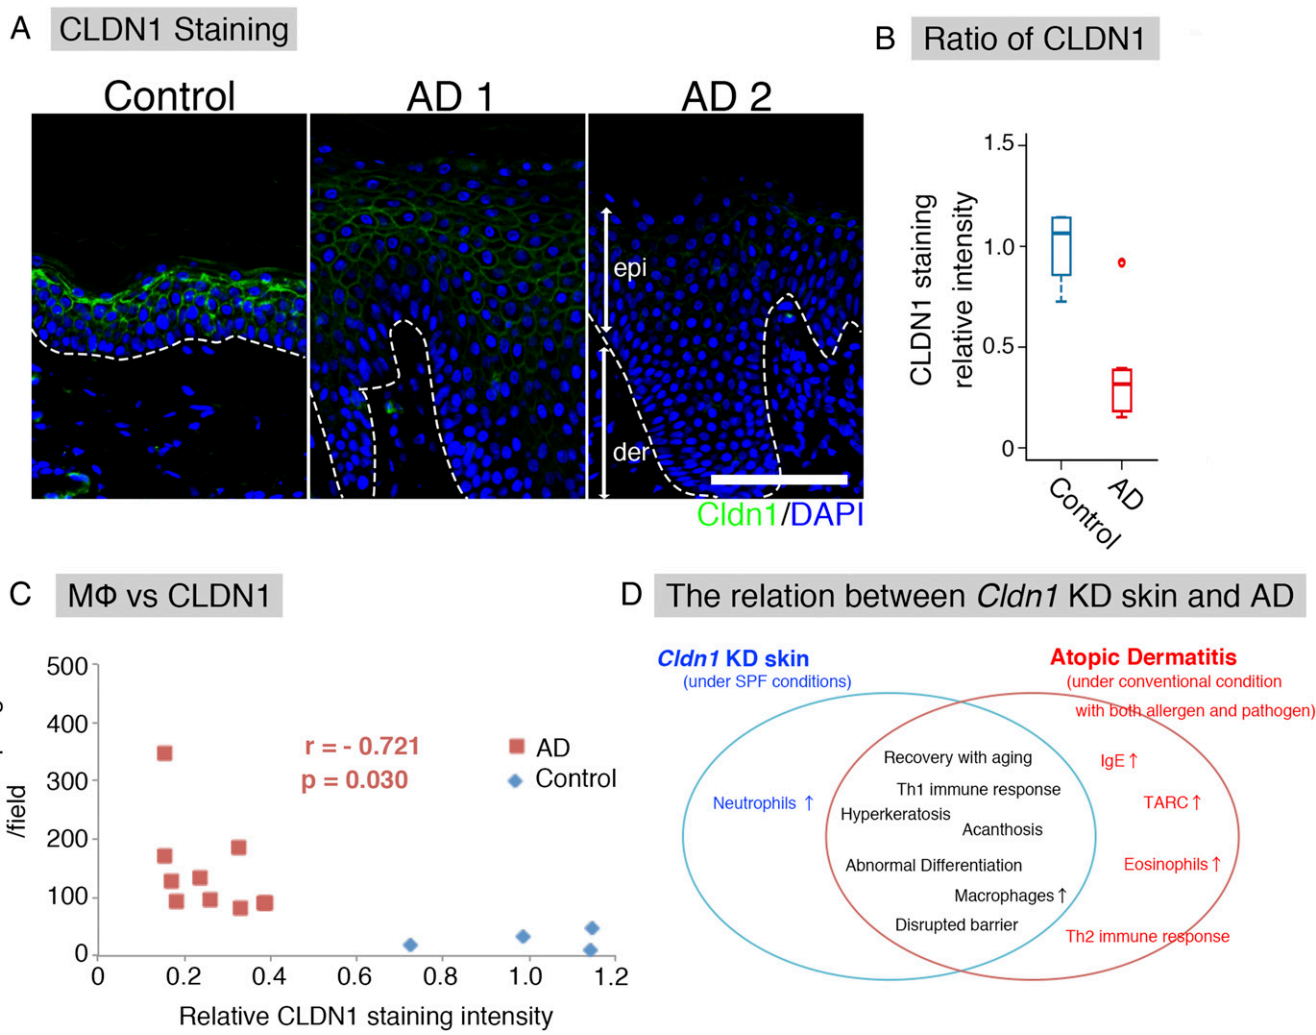 A CLDN1 Staining
Control AD 1 AD 2
epi
der
Cldn1/DAPI
B Ratio of CLDN1
CLDN1 staining
relative intensity
1.5
1.0
0.5
0
Control
AD
C MΦ vs CLDN1
/field
500
400
300
200
100
0
r = - 0.721
p = 0.030
AD
Control
0 0.2 0.4 0.6 0.8 1.0 1.2
Relative CLDN1 staining intensity
D The relation between Cldn1 KD skin and AD
Cldn1 KD skin
(under SPF conditions)
Atopic Dermatitis
(under conventional condition
with both allergen and pathogen)
Neutrophils ↑
Recovery with aging
Th1 immune response
Hyperkeratosis
Acanthosis
Abnormal Differentiation
Macrophages ↑
Disrupted barrier
IgE ↑
TARC ↑
Eosinophils ↑
Th2 immune response